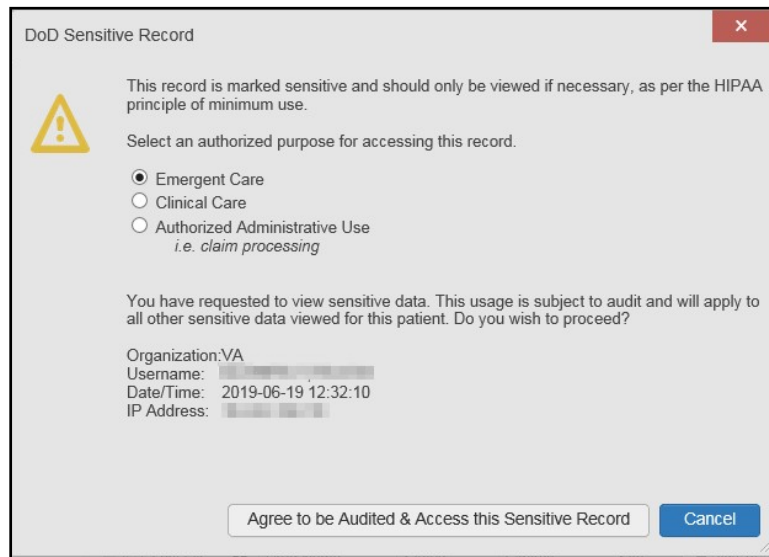 DoD Sensitive Record
This record is marked sensitive and should only be viewed if necessary, as per the HIPAA
principle of minimum use.
Select an authorized purpose for accessing this record.
Emergent Care
Clinical Care
Authorized Administrative Use
i.e. claim processing
You have requested to view sensitive data. This usage is subject to audit and will apply to
all other sensitive data viewed for this patient. Do you wish to proceed?
Organization:VA
Username:
Date/Time: 2019-06-19 12:32:10
IP Address:
Agree to be Audited & Access this Sensitive Record
Cancel